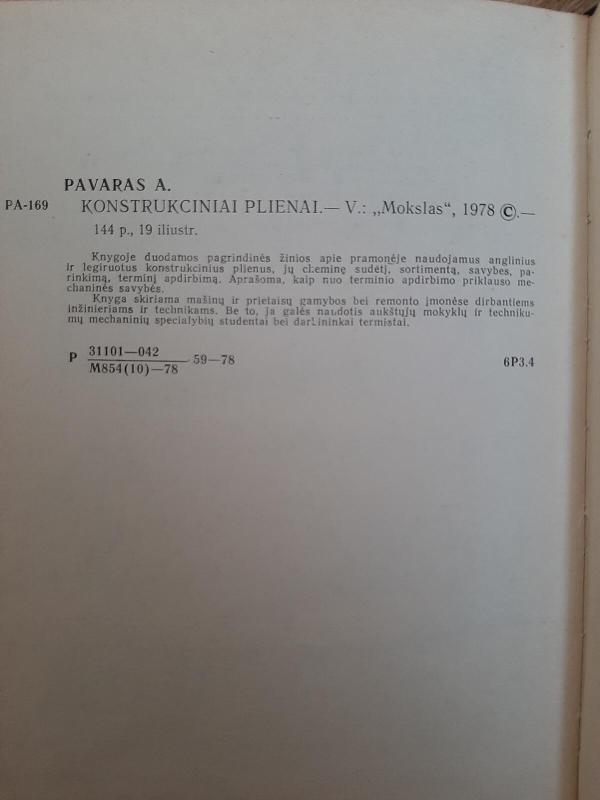 PAVARAS A.
PA-169 KONSTRUKCINIAI PLIENAI.— V.: „Mokslas“, 1978 ©.—
144 p., 19 iliustr.
Knygoje duodamos pagrindinės žinios apie pramonėje naudojamus anglinius
ir legiruotus konstrukcinius plienus, jų cheminę sudėtį, sortimentą, savybes, pa-
rinkimą, terminį apdirbimą. Aprašoma, kaip nuo terminio apdirbimo priklauso me-
chaninės savybės.
Knyga skiriama mašinų ir prietaisų gamybos bei remonto įmonėse dirbantiems
inžinieriams ir technikams. Be to, ja galės naudotis aukštųjų mokyklų ir techniku-
mų mechaninių specialybių studentai bei darbininkai termistai.
P 31101—042
M854(10)—78 59—78
6P3.4